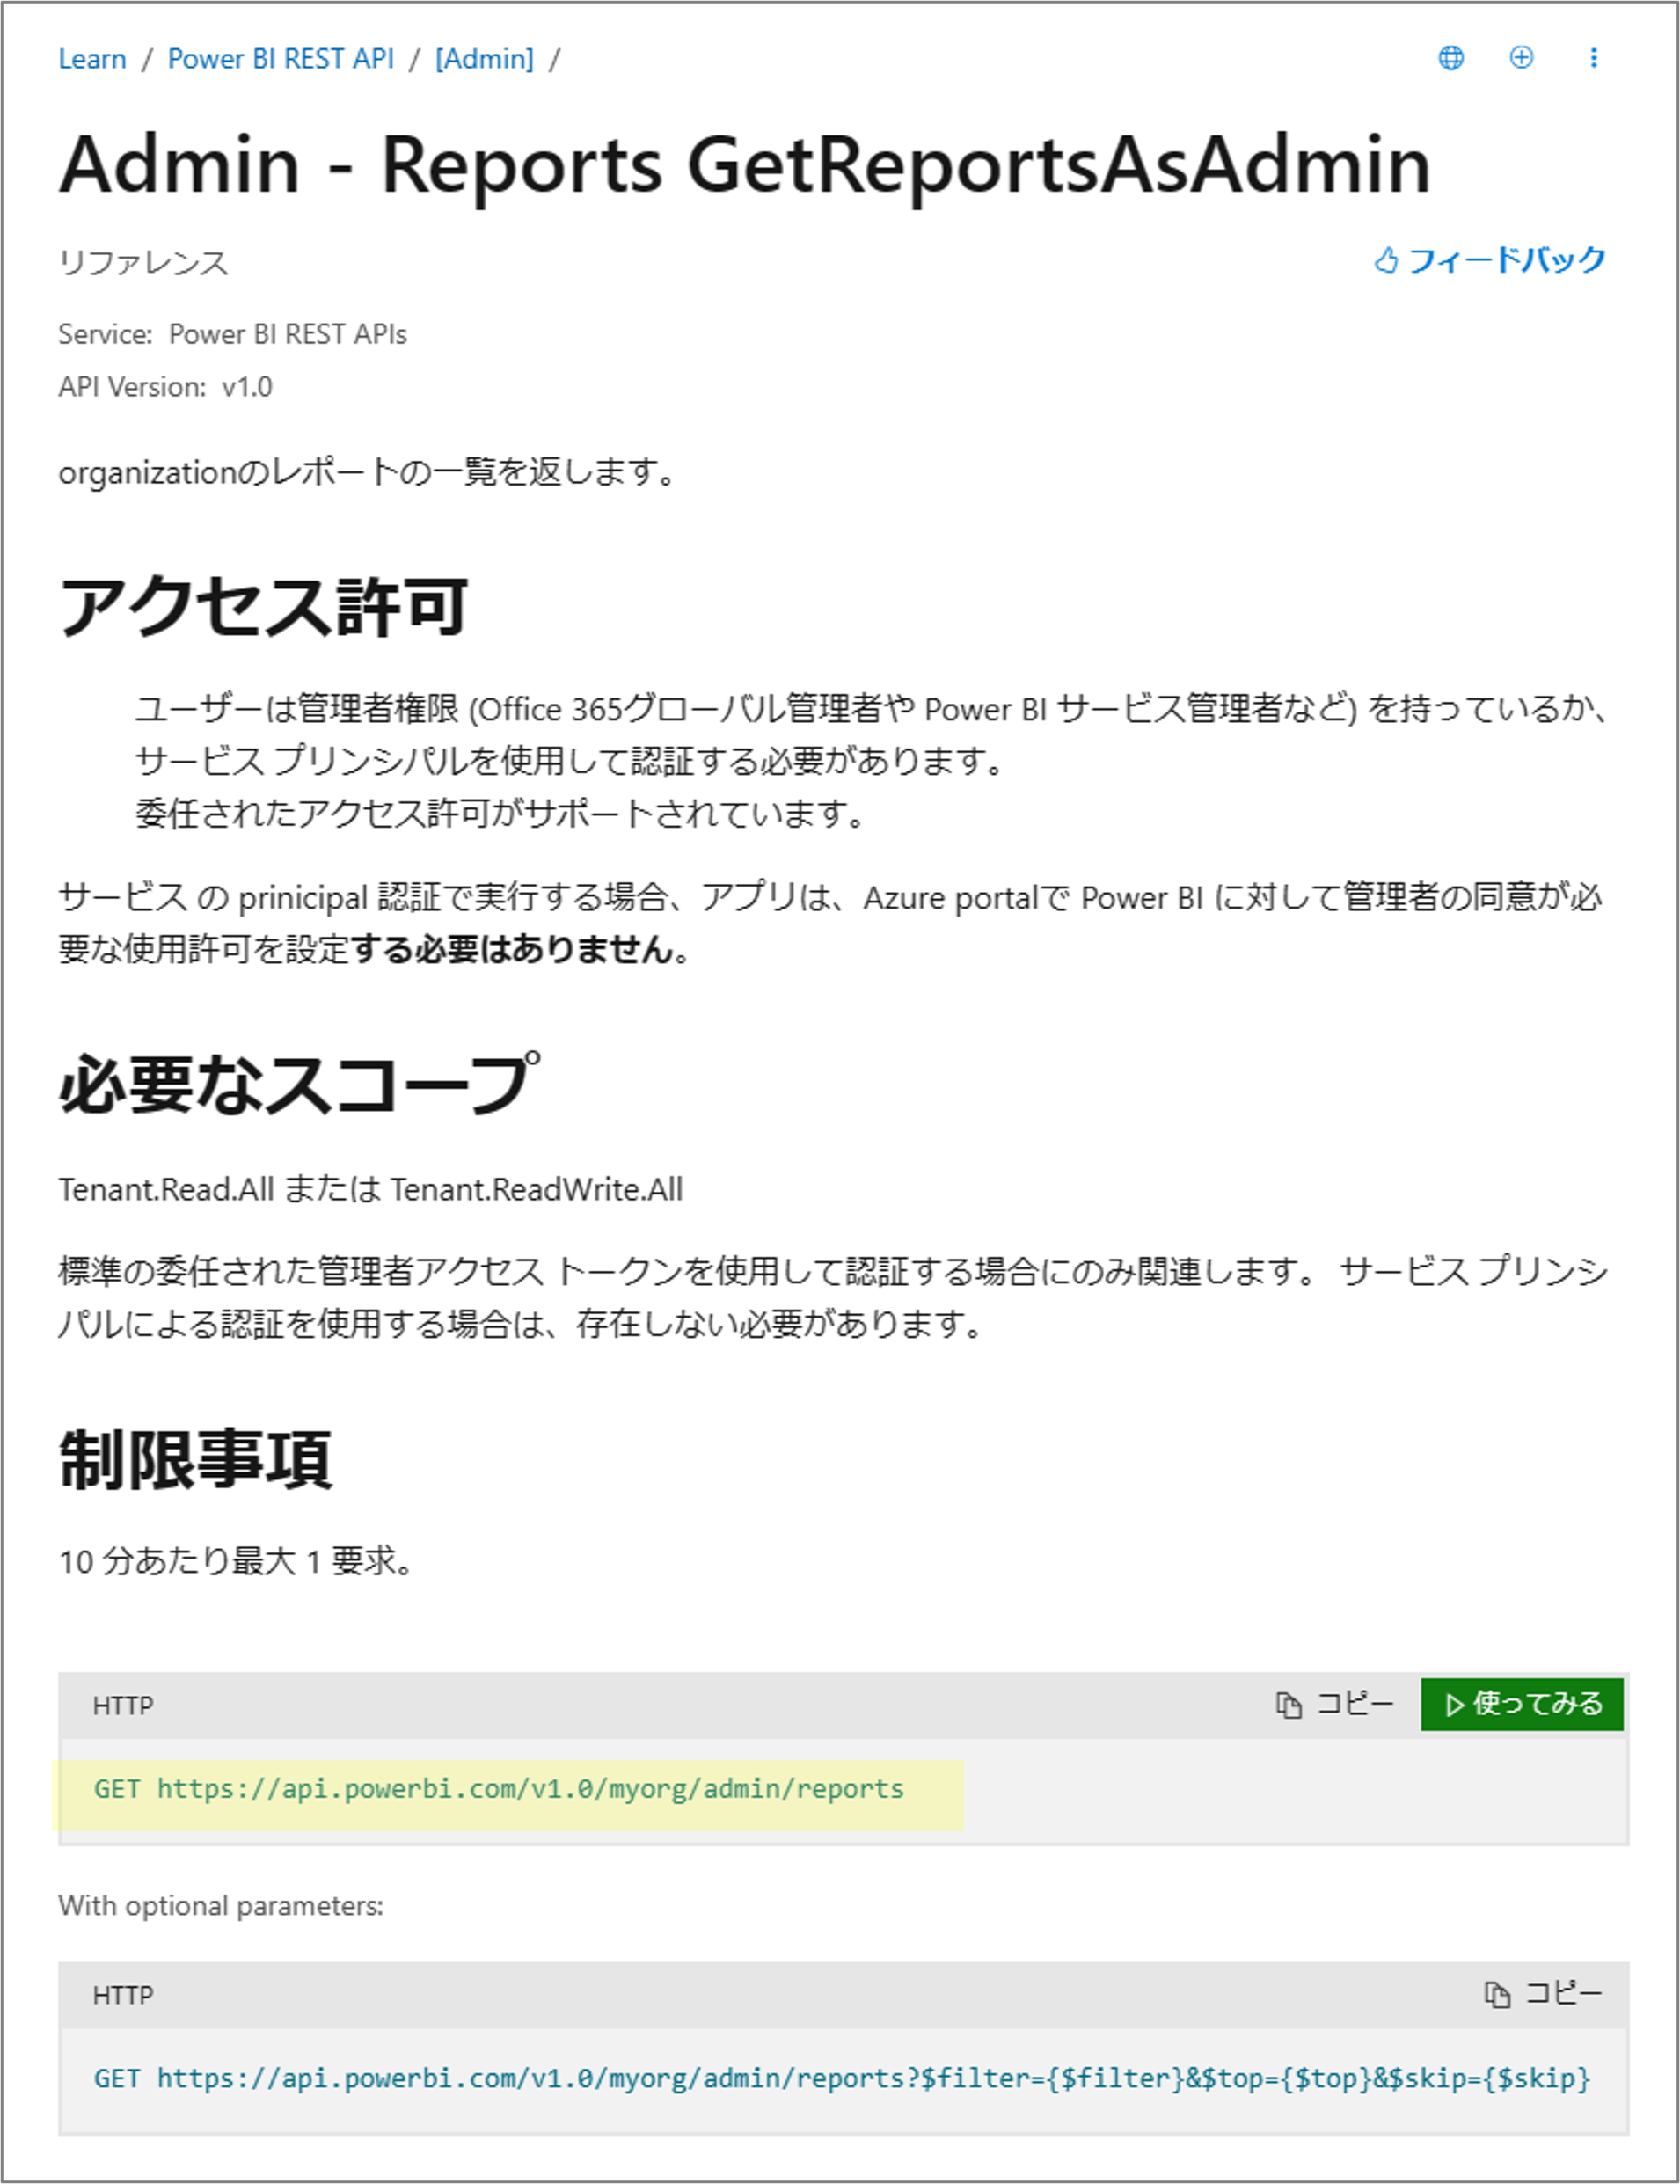 Learn / Power BI REST API / [Admin] /
Admin - Reports GetReportsAsAdmin
リファレンス
フィードバック
Service: Power BI REST APIs
API Version: v1.0
organizationのレポートの一覧を返します。
アクセス許可
ユーザーは管理者権限 (Office 365グローバル管理者や Power BI サービス管理者など) を持っているか、
サービス プリンシパルを使用して認証する必要があります。
委任されたアクセス許可がサポートされています。
サービス の prinicipal 認証で実行する場合、アプリは、Azure portalで Power BI に対して管理者の同意が必
要な使用許可を設定する必要はありません。
必要なスコープ
Tenant.Read.All または Tenant.ReadWrite.All
標準の委任された管理者アクセス トークンを使用して認証する場合にのみ関連します。 サービス プリンシ
パルによる認証を使用する場合は、存在しない必要があります。
制限事項
10 分あたり最大 1 要求。
HTTP
コピー
使ってみる
GET https://api.powerbi.com/v1.0/myorg/admin/reports
With optional parameters:
HTTP
コピー
GET https://api.powerbi.com/v1.0/myorg/admin/reports?$filter={$filter}&$top={$top}&$skip={$skip}